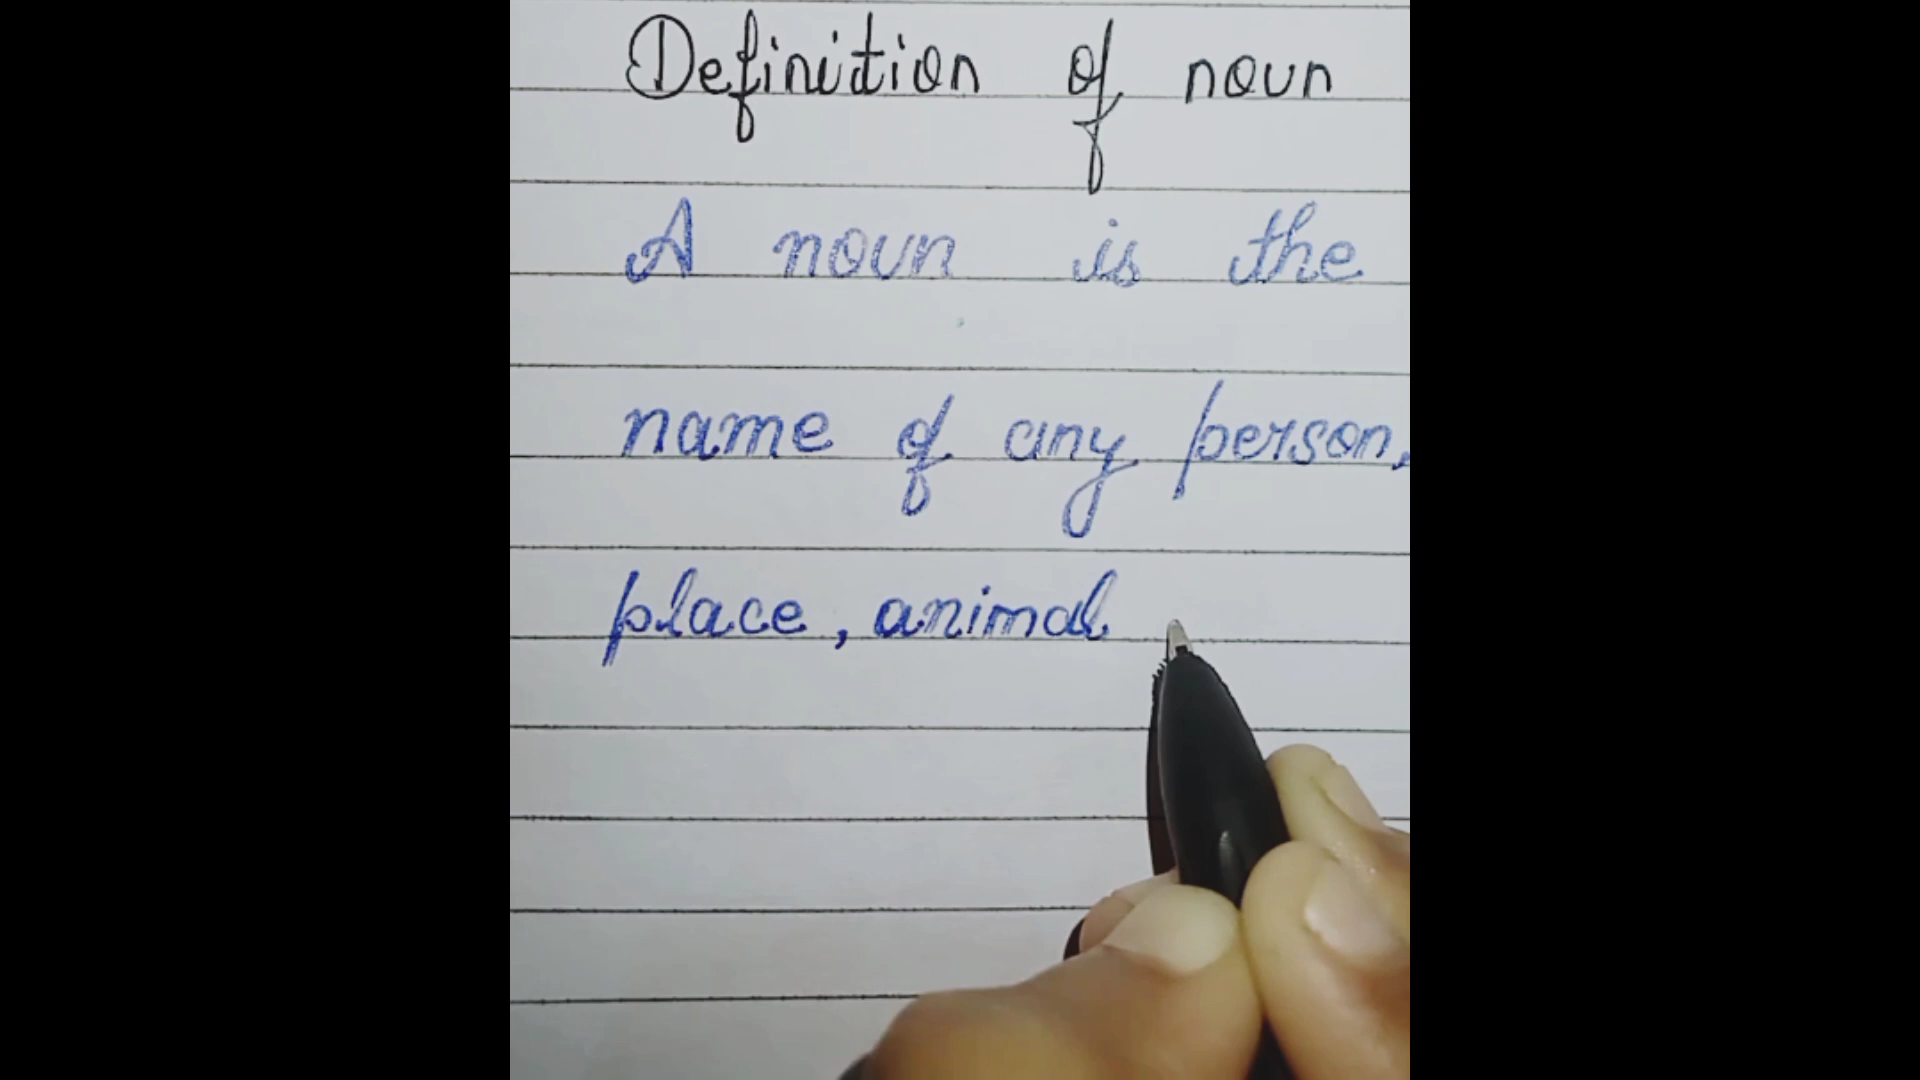 Definition of noun
A noun is the
name of any person,
place, animal